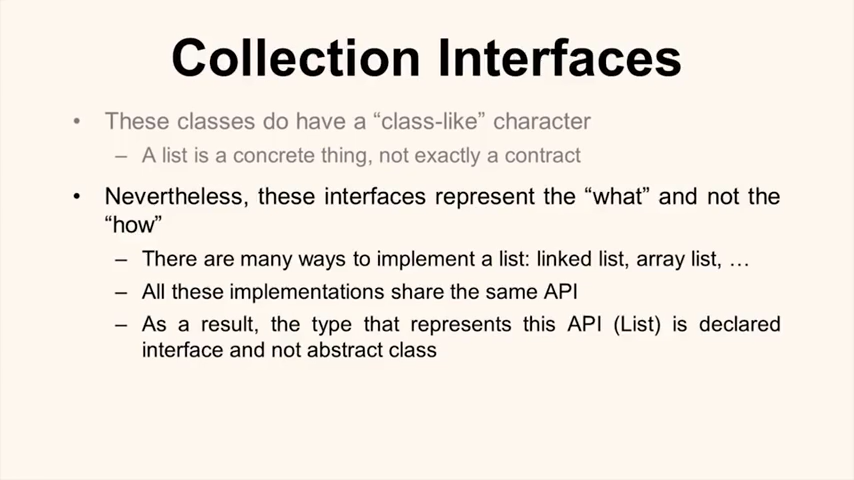 Collection Interfaces
• These classes do have a “class-like” character
– A list is a concrete thing, not exactly a contract
• Nevertheless, these interfaces represent the “what” and not the
“how”
– There are many ways to implement a list: linked list, array list, …
– All these implementations share the same API
– As a result, the type that represents this API (List) is declared
interface and not abstract class